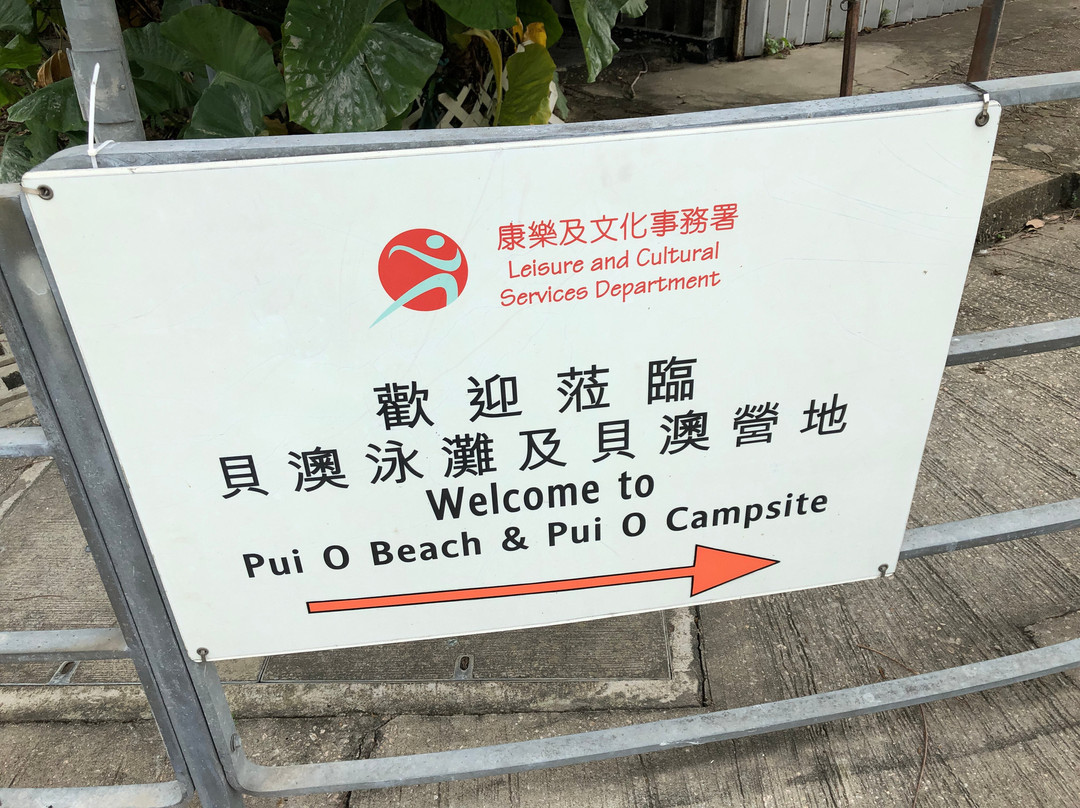 康樂及文化事務署
Leisure and Cultural
Services Department
歡迎蒞臨
貝澳泳灘及貝澳營地
Welcome to
Pui O Beach & Pui O Campsite